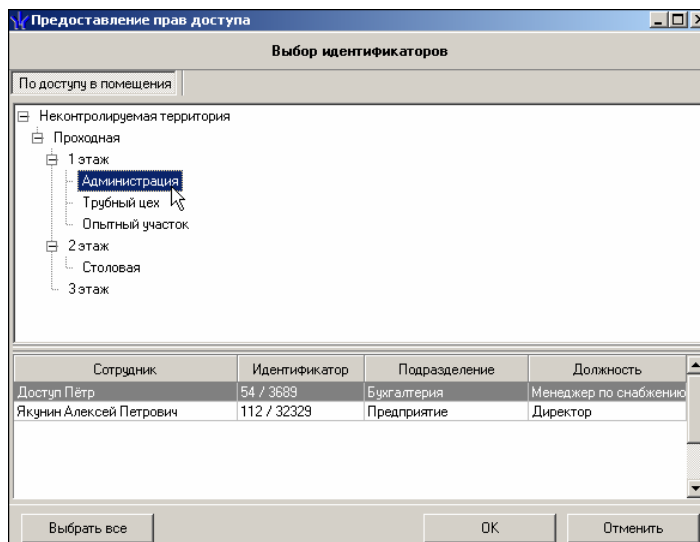 Предоставление прав доступа
Выбор идентификаторов
По доступу в помещения
Неконтролируемая территория
Проходная
1 этаж
Администрация
Трубный цех
Опытный участок
2 этаж
Столовая
3 этаж
Сотрудник Идентификатор Подразделение Должность
Доступ Пётр 54 / 3689 Бухгалтерия Менеджер по снабжению
Якунин Алексей Петрович 112 / 32329 Предприятие Директор
Выбрать все OK Отменить